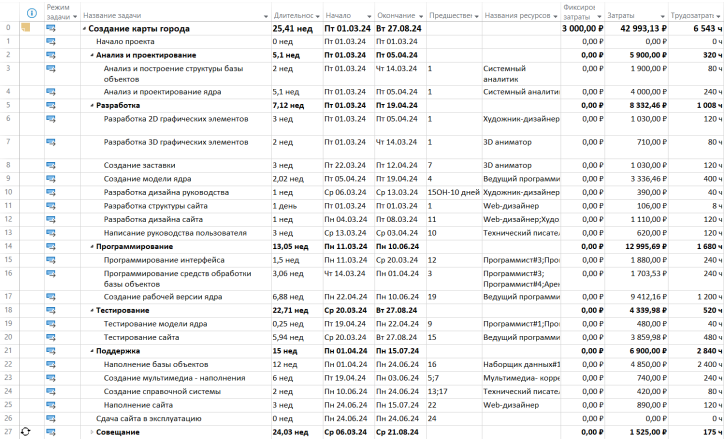 Режим задачи Название задачи Длительнос Начало Окончание Предшествен Названия ресурсов Фиксиров затраты Затраты Трудозатраты
0 Создание карты города 25,41 нед Пт 01.03.24 Вт 27.08.24 3 000,00 ₽ 42 993,13 ₽ 6 543 ч
1 Начало проекта 0 нед Пт 01.03.24 Пт 01.03.24 0,00 ₽ 0,00 ₽ 0 ч
2 Анализ и проектирование 5,1 нед Пт 01.03.24 Пт 05.04.24 0,00 ₽ 5 900,00 ₽ 320 ч
3 Анализ и построение структуры базы объектов 2 нед Пт 01.03.24 Чт 14.03.24 1 Системный аналитик 0,00 ₽ 1 900,00 ₽ 80 ч
4 Анализ и проектирование ядра 5,1 нед Пт 01.03.24 Пт 05.04.24 1 Системный аналити 0,00 ₽ 4 000,00 ₽ 240 ч
5 Разработка 7,12 нед Пт 01.03.24 Пт 19.04.24 0,00 ₽ 8 332,46 ₽ 1 008 ч
6 Разработка 2D графических элементов 3 нед Пт 01.03.24 Пт 05.04.24 1 Художник-дизайнер 0,00 ₽ 1 030,00 ₽ 120 ч
7 Разработка 3D графических элементов 2 нед Пт 01.03.24 Чт 14.03.24 1 3D аниматор 0,00 ₽ 710,00 ₽ 80 ч
8 Создание заставки 3 нед Пт 22.03.24 Пт 12.04.24 7 3D аниматор 0,00 ₽ 1 030,00 ₽ 120 ч
9 Создание модели ядра 2,02 нед Пт 05.04.24 Пт 19.04.24 4 Ведущий программи 0,00 ₽ 3 336,46 ₽ 400 ч
10 Разработка дизайна руководства 1 нед Ср 06.03.24 Ср 13.03.24 15ОН-10 дней Художник-дизайнер 0,00 ₽ 390,00 ₽ 40 ч
11 Разработка структуры сайта 1 день Пт 01.03.24 Пт 01.03.24 1 Web-дизайнер 0,00 ₽ 106,00 ₽ 8 ч
12 Разработка дизайна сайта 1 нед Пн 04.03.24 Пт 08.03.24 11 Web-дизайнер;Худо 0,00 ₽ 1 110,00 ₽ 120 ч
13 Написание руководства пользователя 3 нед Ср 13.03.24 Ср 03.04.24 10 Технический писател 0,00 ₽ 620,00 ₽ 120 ч
14 Программирование 13,05 нед Пн 11.03.24 Пн 10.06.24 0,00 ₽ 12 995,69 ₽ 1 680 ч
15 Программирование интерфейса 1,5 нед Пн 11.03.24 Ср 20.03.24 12 Программист#3;Про 0,00 ₽ 1 880,00 ₽ 240 ч
16 Программирование средств обработки базы объектов 3,06 нед Чт 14.03.24 Пн 01.04.24 3 Программист#3; Программист#4;Арен 0,00 ₽ 1 703,53 ₽ 240 ч
17 Создание рабочей версии ядра 6,88 нед Пн 22.04.24 Пн 10.06.24 19 Ведущий программи 0,00 ₽ 9 412,16 ₽ 1 200 ч
18 Тестирование 22,71 нед Ср 20.03.24 Вт 27.08.24 0,00 ₽ 4 339,98 ₽ 520 ч
19 Тестирование модели ядра 0,25 нед Пт 19.04.24 Пн 22.04.24 9 Программист#1;Про 0,00 ₽ 480,00 ₽ 40 ч
20 Тестирование сайта 5,94 нед Ср 20.03.24 Вт 27.08.24 15 Ведущий программи 0,00 ₽ 3 859,98 ₽ 480 ч
21 Поддержка 15 нед Пн 01.04.24 Пн 15.07.24 0,00 ₽ 6 900,00 ₽ 2 840 ч
22 Наполнение базы объектов 12 нед Пн 01.04.24 Пн 24.06.24 16 Наборщик данных#1 0,00 ₽ 4 850,00 ₽ 2 400 ч
23 Создание мультимедиа - наполнения 6 нед Пт 19.04.24 Пн 03.06.24 5;7 Мультимедиа- корре 0,00 ₽ 740,00 ₽ 240 ч
24 Создание справочной системы 2 нед Пн 10.06.24 Пн 24.06.24 13;17 Технический писател 0,00 ₽ 420,00 ₽ 80 ч
25 Наполнение сайта 3 нед Пн 24.06.24 Пн 15.07.24 22 Web-дизайнер 0,00 ₽ 890,00 ₽ 120 ч
26 Сдача сайта в эксплуатацию 0 нед Пн 24.06.24 Пн 24.06.24 24 0,00 ₽ 0,00 ₽ 0 ч
27 Совещание 24,03 нед Ср 06.03.24 Ср 21.08.24 0,00 ₽ 1 525,00 ₽ 175 ч